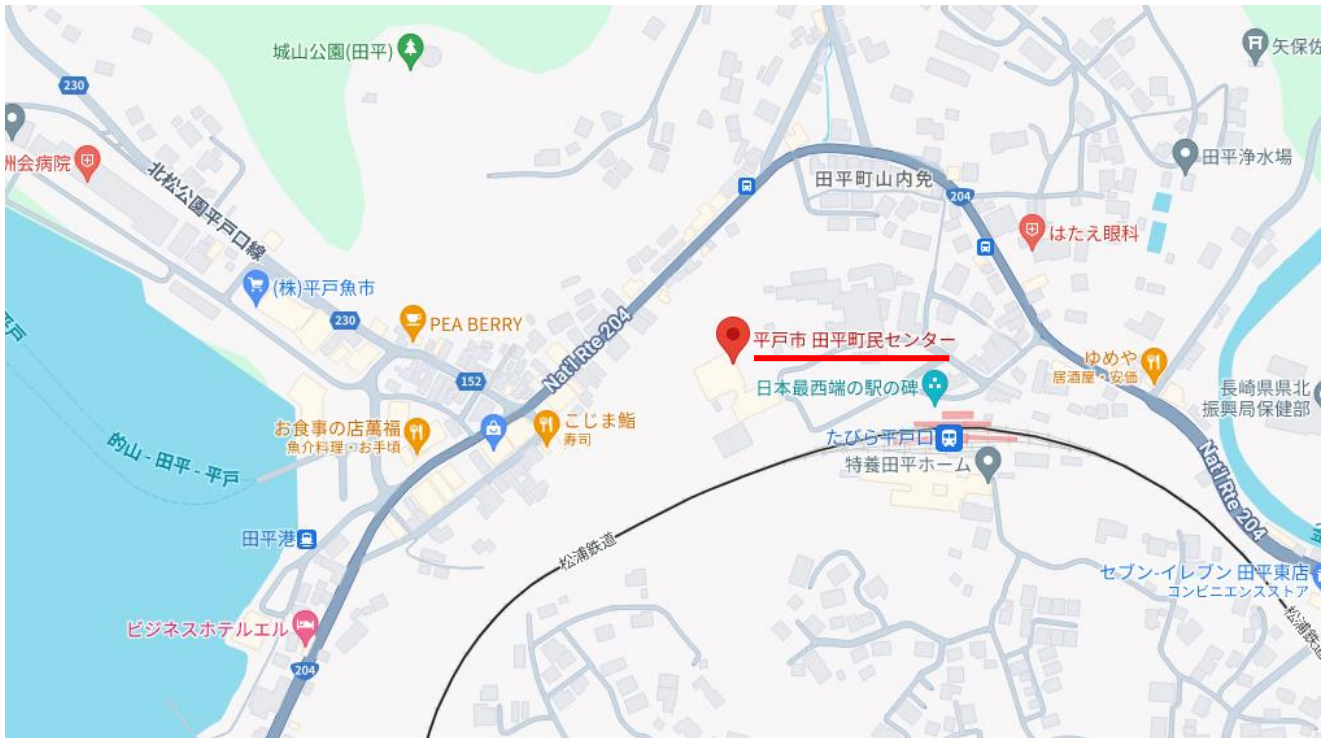 城山公園(田平)
矢保佐
230
洲会病院
北松公園平戸口線
田平町山内免
田平浄水場
204
はたえ眼科
(株)平戸魚市
平戸
230
PEA BERRY
Nat'l Rte 204
平戸市 田平町民センター
152
日本最西端の駅の碑
ゆめや
居酒屋・安価
長崎県県北
振興局保健部
お食事の店萬福
魚介料理・お手頃
こじま鮨
寿司
たびら平戸口
特養田平ホーム
的山 - 田平 - 平戸
Nat'l Rte 204
田平港
松浦鉄道
セブン-イレブン 田平東店
コンビニエンスストア
ビジネスホテルエル
松浦鉄道
204